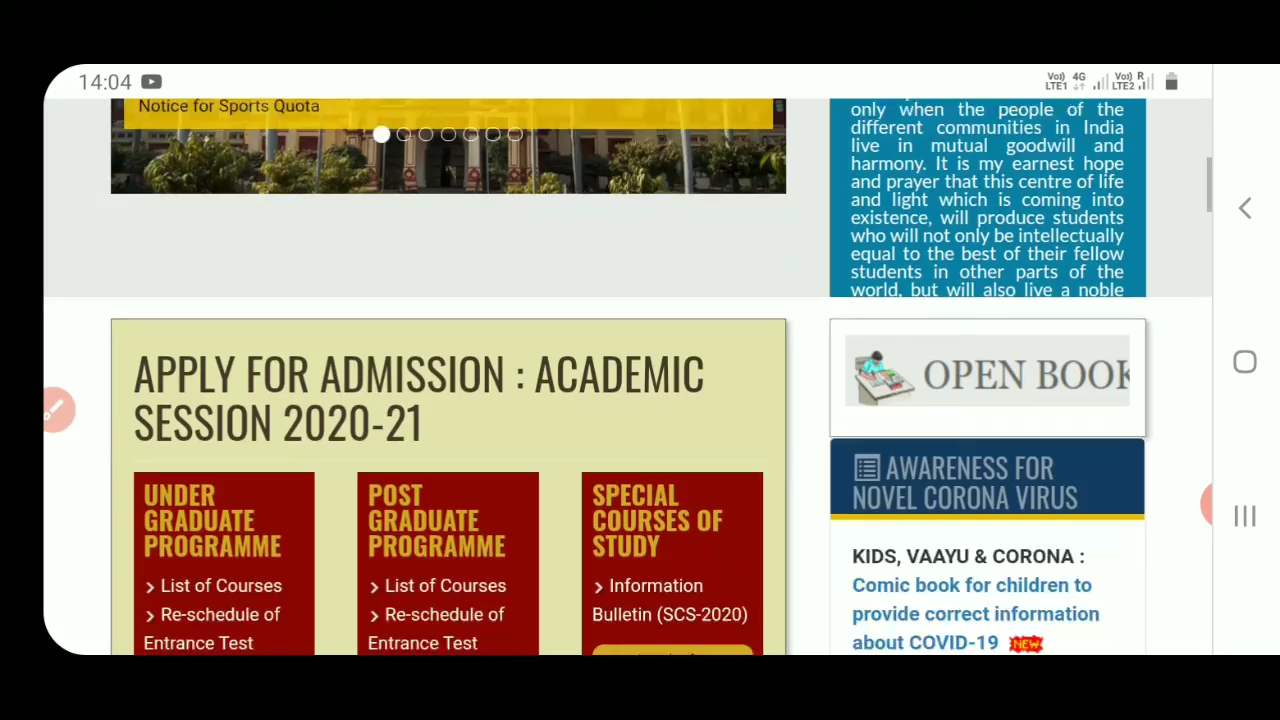 14:04
Vo) 4G Vo) R
LTE1 LTE2
Notice for Sports Quota
only when the people of the
different communities in India
live in mutual goodwill and
harmony. It is my earnest hope
and prayer that this centre of life
and light which is coming into
existence, will produce students
who will not only be intellectually
equal to the best of their fellow
students in other parts of the
world, but will also live a noble
APPLY FOR ADMISSION : ACADEMIC
SESSION 2020-21
UNDER
GRADUATE
PROGRAMME
> List of Courses
> Re-schedule of
Entrance Test
POST
GRADUATE
PROGRAMME
> List of Courses
> Re-schedule of
Entrance Test
SPECIAL
COURSES OF
STUDY
> Information
Bulletin (SCS-2020)
OPEN BOOK
AWARENESS FOR
NOVEL CORONA VIRUS
KIDS, VAAYU & CORONA :
Comic book for children to
provide correct information
about COVID-19 NEW